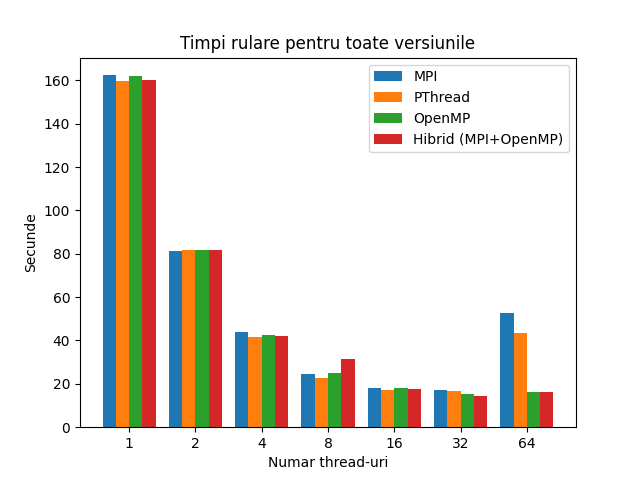 Timpi rulare pentru toate versiunile
MPI
PThread
OpenMP
Hibrid (MPI+OpenMP)
160
140
120
100
80
60
40
20
0
Secunde
1 2 4 8 16 32 64
Numar thread-uri